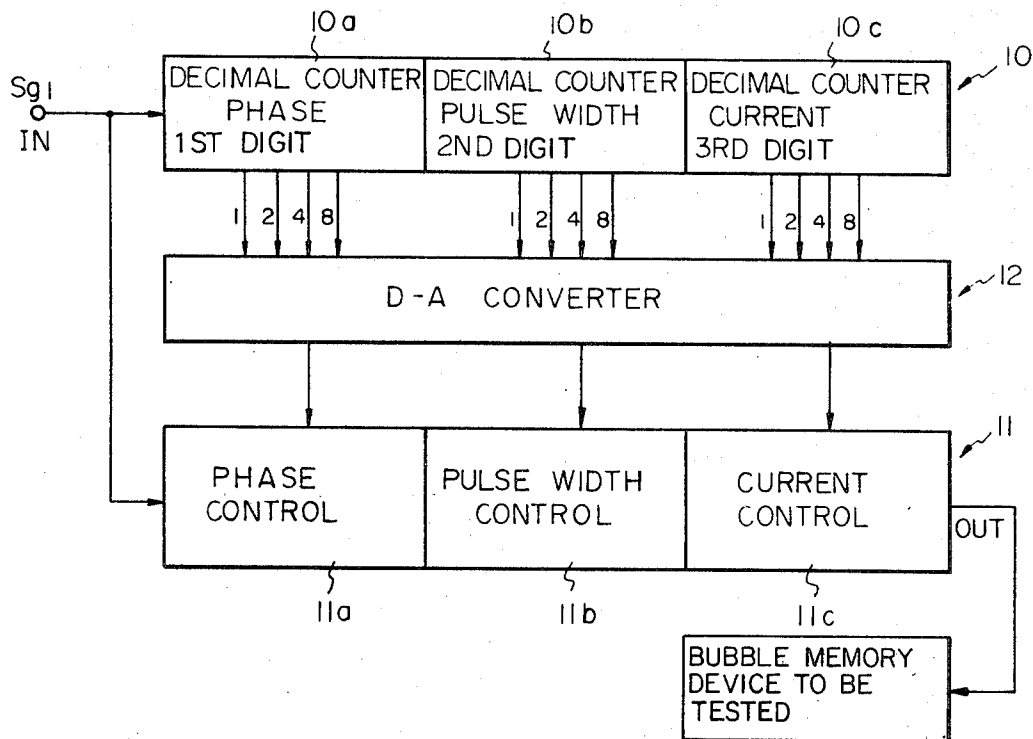 10a
10b
10c
10
Sg1
IN
DECIMAL COUNTER
PHASE
1ST DIGIT
DECIMAL COUNTER
PULSE WIDTH
2ND DIGIT
DECIMAL COUNTER
CURRENT
3RD DIGIT
1 2 4 8
1 2 4 8
1 2 4 8
D-A CONVERTER
12
11
PHASE
CONTROL
PULSE WIDTH
CONTROL
CURRENT
CONTROL
OUT
11a
11b
11c
BUBBLE MEMORY
DEVICE TO BE
TESTED